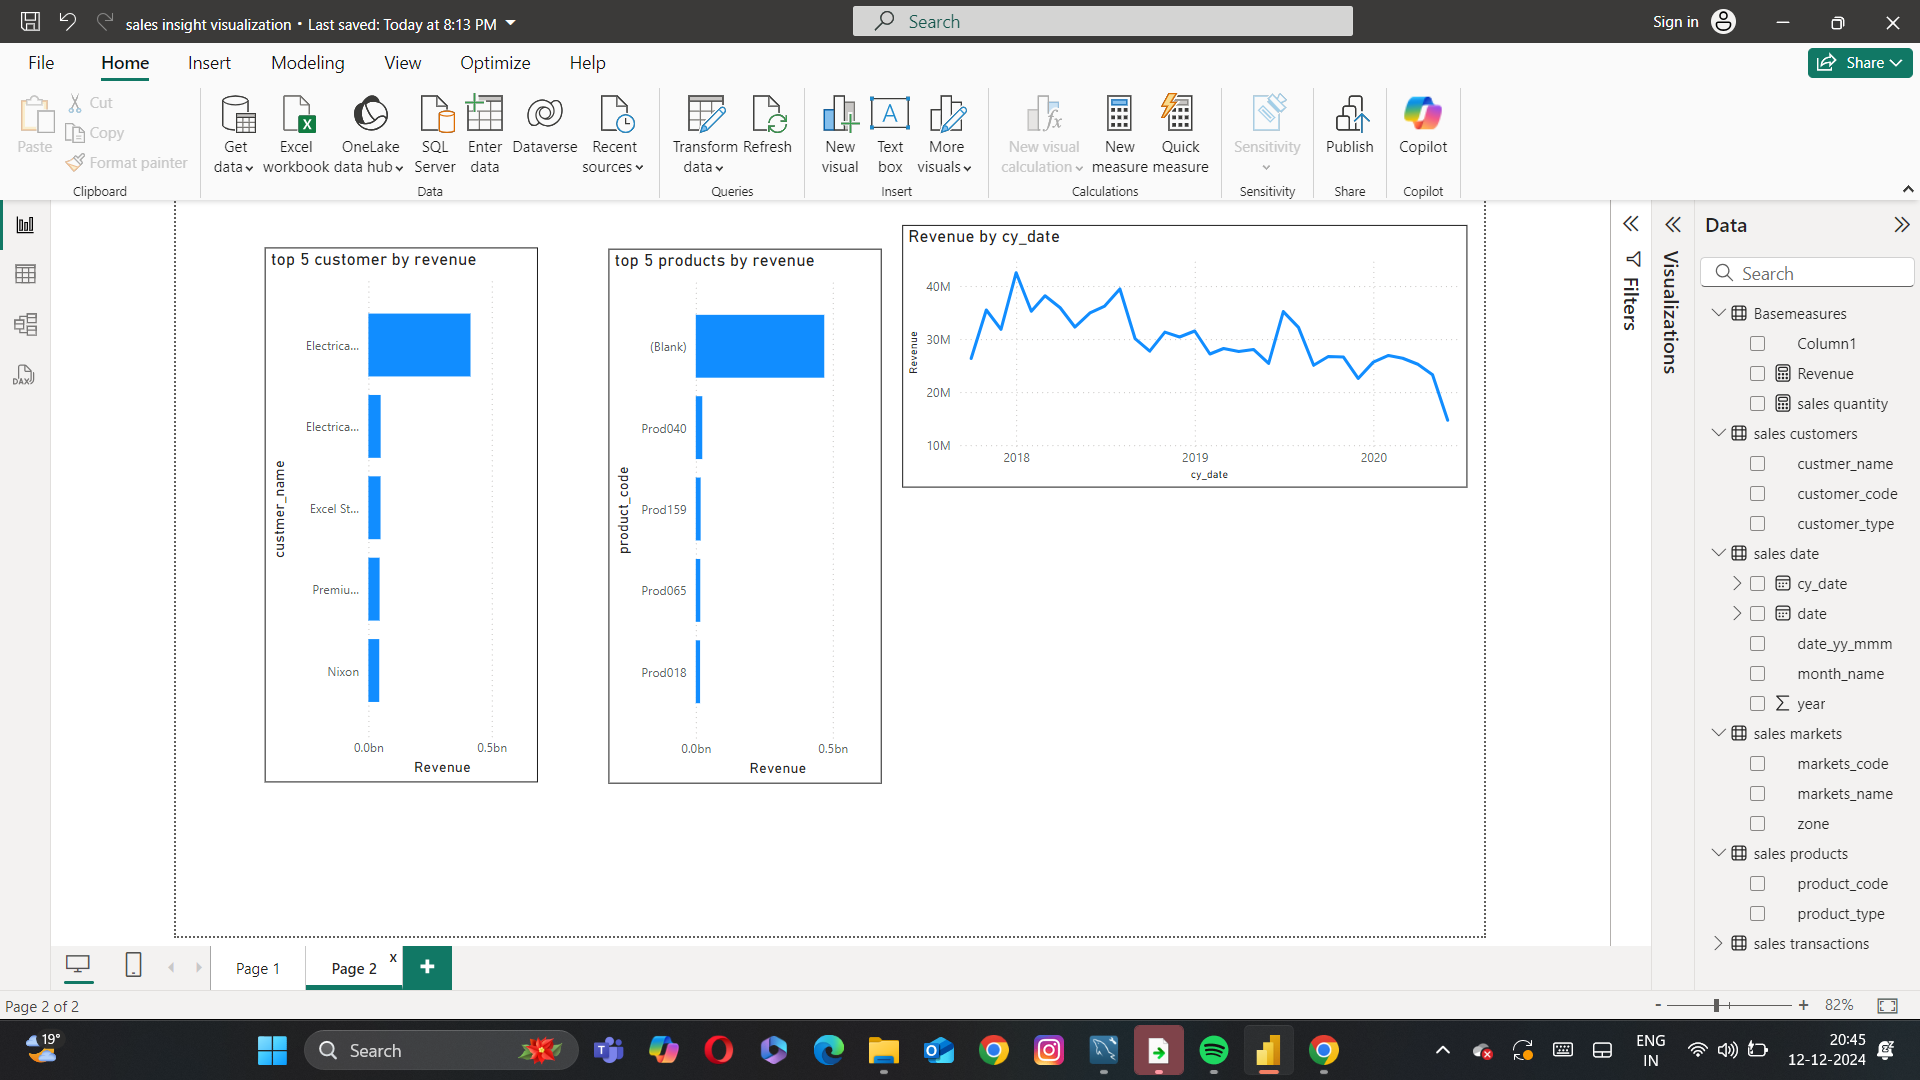 sales insight visualization • Last saved: Today at 8:13 PM
Search
Sign in
File
Home
Insert
Modeling
View
Optimize
Help
Share
Paste
Cut
Copy
Format painter
Clipboard
Get data
Excel workbook
OneLake data hub
SQL Server
Enter data
Dataverse
Recent sources
Data
Transform data
Refresh
Queries
New visual
Text box
More visuals
Insert
New visual calculation
New measure
Quick measure
Calculations
Sensitivity
Sensitivity
Publish
Share
Copilot
Copilot
top 5 customer by revenue
custmer_name
Electrica...
Electrica...
Excel St...
Premiu...
Nixon
0.0bn
0.5bn
Revenue
top 5 products by revenue
product_code
(Blank)
Prod040
Prod159
Prod065
Prod018
0.0bn
0.5bn
Revenue
Revenue by cy_date
Revenue
40M
30M
20M
10M
2018
2019
2020
cy_date
Filters
Visualizations
Data
Search
Basemeasures
Column1
Revenue
sales quantity
sales customers
custmer_name
customer_code
customer_type
sales date
cy_date
date
date_yy_mmm
month_name
year
sales markets
markets_code
markets_name
zone
sales products
product_code
product_type
sales transactions
DAX
Page 1
Page 2
x
Page 2 of 2
- + 82%
19°
Search
ENG
IN
20:45
12-12-2024